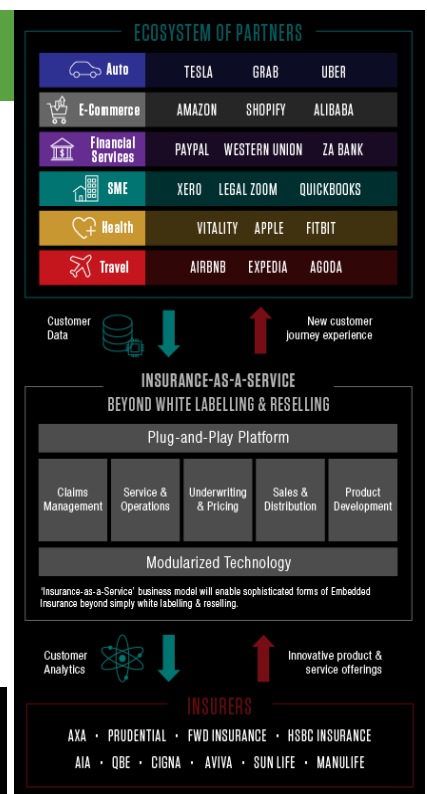 ECOSYSTEM OF PARTNERS
Auto TESLA GRAB UBER
E-Commerce AMAZON SHOPIFY ALIBABA
Financial
Services PAYPAL WESTERN UNION ZA BANK
SME XERO LEGAL ZOOM QUICKBOOKS
Health VITALITY APPLE FITBIT
Travel AIRBNB EXPEDIA AGODA
Customer
Data
New customer
journey experience
INSURANCE-AS-A-SERVICE
BEYOND WHITE LABELLING & RESELLING
Plug-and-Play Platform
Claims
Management
Service &
Operations
Underwriting
& Pricing
Sales &
Distribution
Product
Development
Modularized Technology
'Insurance-as-a-Service' business model will enable sophisticated forms of Embedded
Insurance beyond simply white labelling & reselling.
Customer
Analytics
Innovative product &
service offerings
INSURERS
AXA • PRUDENTIAL • FWD INSURANCE • HSBC INSURANCE
AIA • QBE • CIGNA • AVIVA • SUN LIFE • MANULIFE